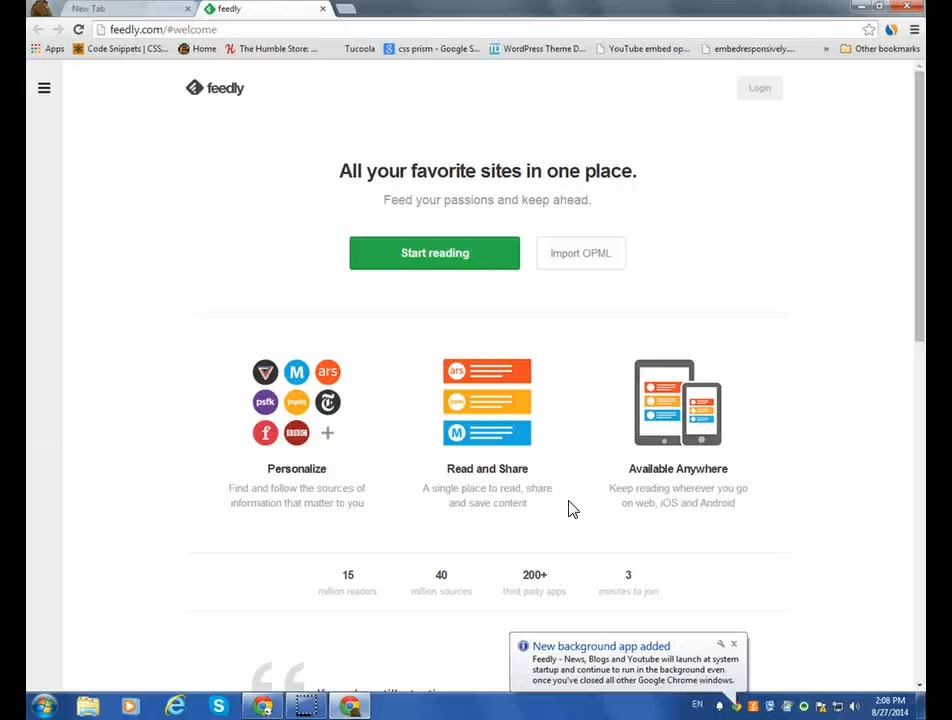 New Tab
feedly
feedly.com/#welcome
Apps
Code Snippets | CSS...
Home
The Humble Store: ...
Tucoola
css prism - Google S...
WordPress Theme D...
YouTube embed op...
embedresponsively....
»
Other bookmarks
feedly
Login
All your favorite sites in one place.
Feed your passions and keep ahead.
Start reading
Import OPML
M
ars
psfk
f
BBC
ars
M
Personalize
Find and follow the sources of
information that matter to you
Read and Share
A single place to read, share
and save content
Available Anywhere
Keep reading wherever you go
on web, iOS and Android
15
million readers
40
million sources
200+
third party apps
3
minutes to join
New background app added
Feedly - News, Blogs and Youtube will launch at system
startup and continue to run in the background even
once you've closed all other Google Chrome windows.
EN
2:08 PM
8/27/2014